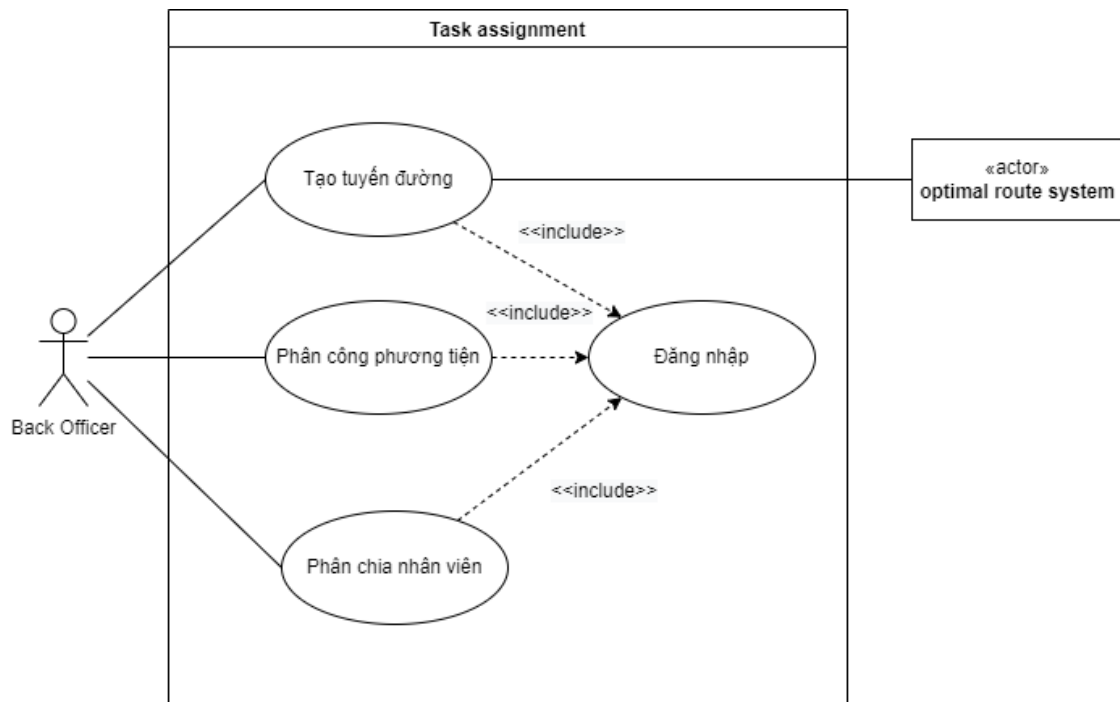 Task assignment
Tạo tuyến đường
«actor»
optimal route system
<<include>>
<<include>>
Phân công phương tiện
Đăng nhập
Back Officer
<<include>>
Phân chia nhân viên